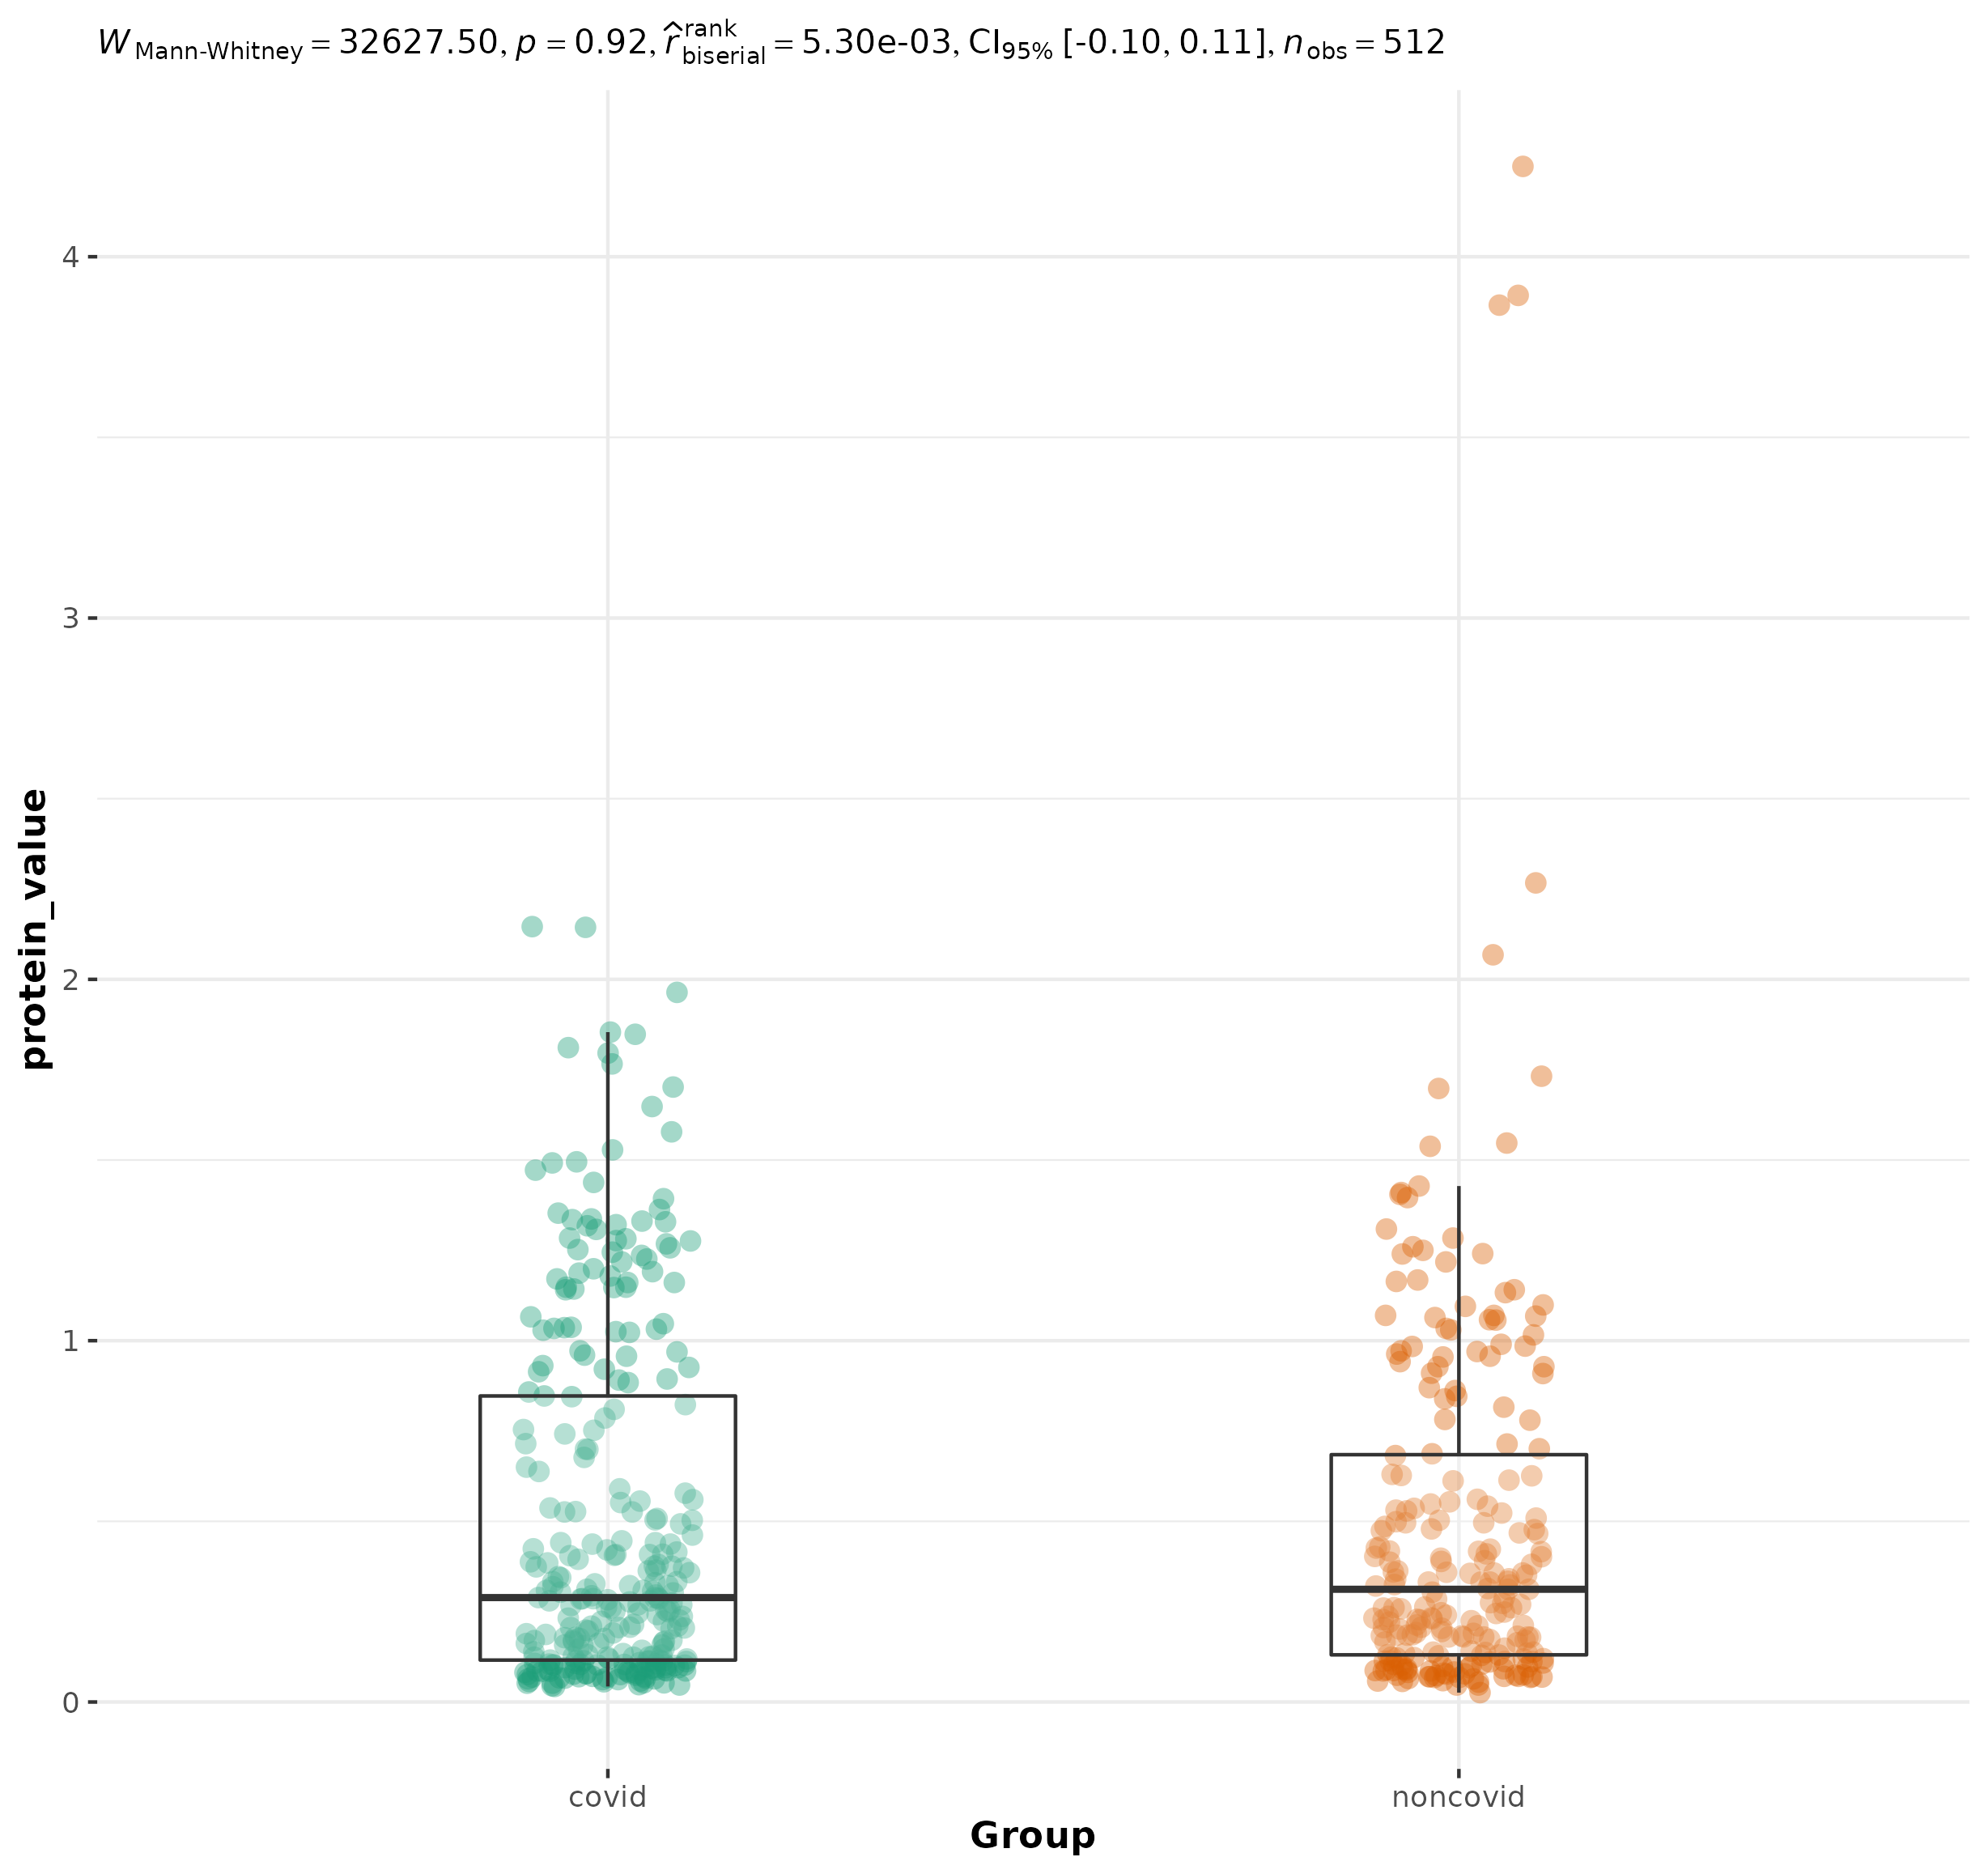 W Mann-Whitney = 32627.50, p = 0.92, r̂ rank biserial = 5.30e-03, CI95% [-0.10, 0.11], nobs = 512
4
3
2
1
0
protein_value
covid noncovid
Group